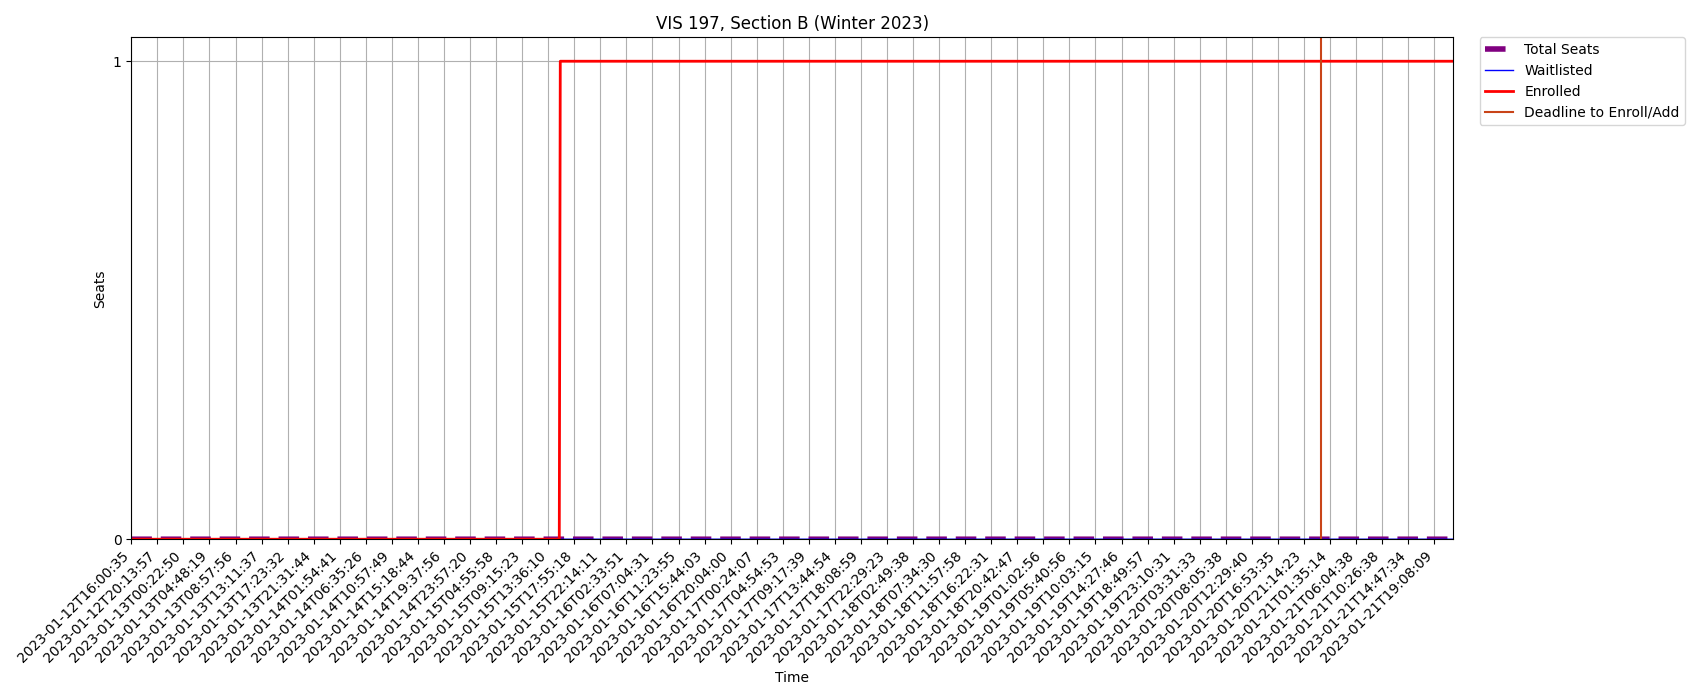 VIS 197, Section B (Winter 2023)
Total Seats
Waitlisted
Enrolled
Deadline to Enroll/Add
Seats
1
0
2023-01-12T16:00:35
2023-01-12T20:13:57
2023-01-13T00:22:50
2023-01-13T04:48:19
2023-01-13T08:57:56
2023-01-13T13:11:37
2023-01-13T17:23:32
2023-01-13T21:31:44
2023-01-14T01:54:41
2023-01-14T06:35:26
2023-01-14T10:57:49
2023-01-14T15:18:44
2023-01-14T19:37:56
2023-01-14T23:57:20
2023-01-15T04:55:58
2023-01-15T09:15:23
2023-01-15T13:36:10
2023-01-15T17:55:18
2023-01-15T22:14:11
2023-01-16T02:33:51
2023-01-16T07:04:31
2023-01-16T11:23:55
2023-01-16T15:44:03
2023-01-16T20:04:00
2023-01-17T00:24:07
2023-01-17T04:54:53
2023-01-17T09:17:39
2023-01-17T13:44:54
2023-01-17T18:08:59
2023-01-17T22:29:23
2023-01-18T02:49:38
2023-01-18T07:34:30
2023-01-18T11:57:58
2023-01-18T16:22:31
2023-01-18T20:42:47
2023-01-19T01:02:56
2023-01-19T05:40:56
2023-01-19T10:03:15
2023-01-19T14:27:46
2023-01-19T18:49:57
2023-01-19T23:10:31
2023-01-20T03:31:33
2023-01-20T08:05:38
2023-01-20T12:29:40
2023-01-20T16:53:35
2023-01-20T21:14:23
2023-01-21T01:35:14
2023-01-21T06:04:38
2023-01-21T10:26:38
2023-01-21T14:47:34
2023-01-21T19:08:09
Time